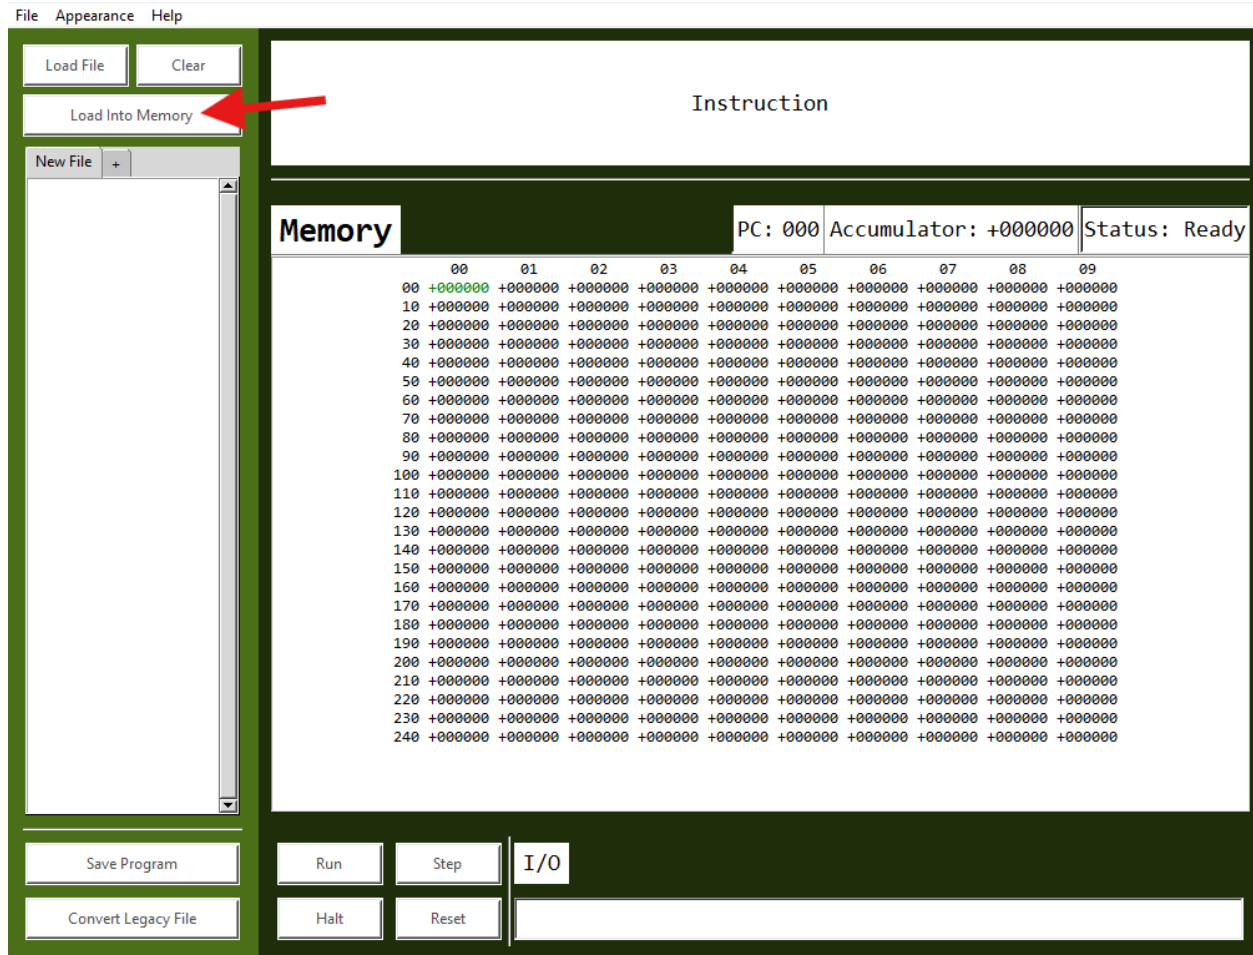 File Appearance Help
Load File Clear
Load Into Memory
New File +
Instruction
Memory PC: 000 Accumulator: +000000 Status: Ready
00 01 02 03 04 05 06 07 08 09
00 +000000 +000000 +000000 +000000 +000000 +000000 +000000 +000000 +000000 +000000
10 +000000 +000000 +000000 +000000 +000000 +000000 +000000 +000000 +000000 +000000
20 +000000 +000000 +000000 +000000 +000000 +000000 +000000 +000000 +000000 +000000
30 +000000 +000000 +000000 +000000 +000000 +000000 +000000 +000000 +000000 +000000
40 +000000 +000000 +000000 +000000 +000000 +000000 +000000 +000000 +000000 +000000
50 +000000 +000000 +000000 +000000 +000000 +000000 +000000 +000000 +000000 +000000
60 +000000 +000000 +000000 +000000 +000000 +000000 +000000 +000000 +000000 +000000
70 +000000 +000000 +000000 +000000 +000000 +000000 +000000 +000000 +000000 +000000
80 +000000 +000000 +000000 +000000 +000000 +000000 +000000 +000000 +000000 +000000
90 +000000 +000000 +000000 +000000 +000000 +000000 +000000 +000000 +000000 +000000
100 +000000 +000000 +000000 +000000 +000000 +000000 +000000 +000000 +000000 +000000
110 +000000 +000000 +000000 +000000 +000000 +000000 +000000 +000000 +000000 +000000
120 +000000 +000000 +000000 +000000 +000000 +000000 +000000 +000000 +000000 +000000
130 +000000 +000000 +000000 +000000 +000000 +000000 +000000 +000000 +000000 +000000
140 +000000 +000000 +000000 +000000 +000000 +000000 +000000 +000000 +000000 +000000
150 +000000 +000000 +000000 +000000 +000000 +000000 +000000 +000000 +000000 +000000
160 +000000 +000000 +000000 +000000 +000000 +000000 +000000 +000000 +000000 +000000
170 +000000 +000000 +000000 +000000 +000000 +000000 +000000 +000000 +000000 +000000
180 +000000 +000000 +000000 +000000 +000000 +000000 +000000 +000000 +000000 +000000
190 +000000 +000000 +000000 +000000 +000000 +000000 +000000 +000000 +000000 +000000
200 +000000 +000000 +000000 +000000 +000000 +000000 +000000 +000000 +000000 +000000
210 +000000 +000000 +000000 +000000 +000000 +000000 +000000 +000000 +000000 +000000
220 +000000 +000000 +000000 +000000 +000000 +000000 +000000 +000000 +000000 +000000
230 +000000 +000000 +000000 +000000 +000000 +000000 +000000 +000000 +000000 +000000
240 +000000 +000000 +000000 +000000 +000000 +000000 +000000 +000000 +000000 +000000
Save Program Run Step I/O
Convert Legacy File Halt Reset